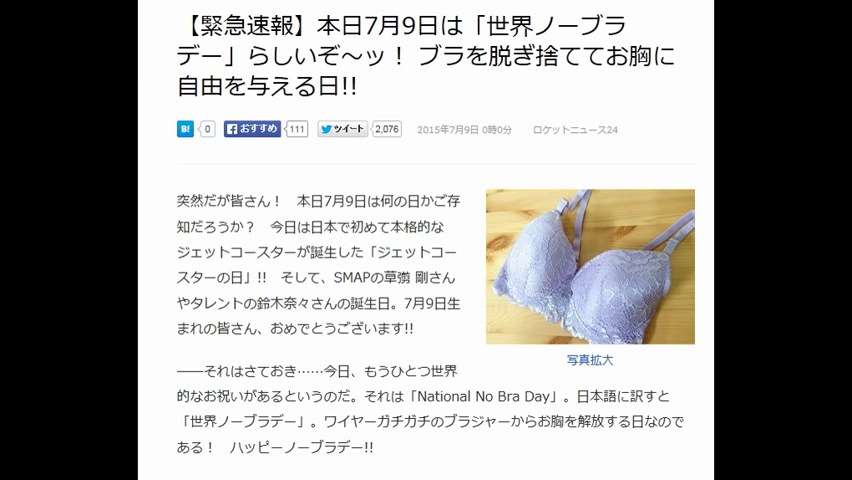 【緊急速報】本日7月9日は「世界ノーブラ
デー」らしいぞ～ッ！ ブラを脱ぎ捨ててお胸に
自由を与える日!!
B! 0 おすすめ 111 ツイート 2,076 2015年7月9日 0時0分 ロケットニュース24
突然だが皆さん！　本日7月9日は何の日かご存
知だろうか？　今日は日本で初めて本格的な
ジェットコースターが誕生した「ジェットコー
スターの日」!!　そして、SMAPの草彅 剛さん
やタレントの鈴木奈々さんの誕生日。7月9日生
まれの皆さん、おめでとうございます!!
写真拡大
――それはさておき……今日、もうひとつ世界
的なお祝いがあるというのだ。それは「National No Bra Day」。日本語に訳すと
「世界ノーブラデー」。ワイヤーガチガチのブラジャーからお胸を解放する日なので
ある！　ハッピーノーブラデー!!